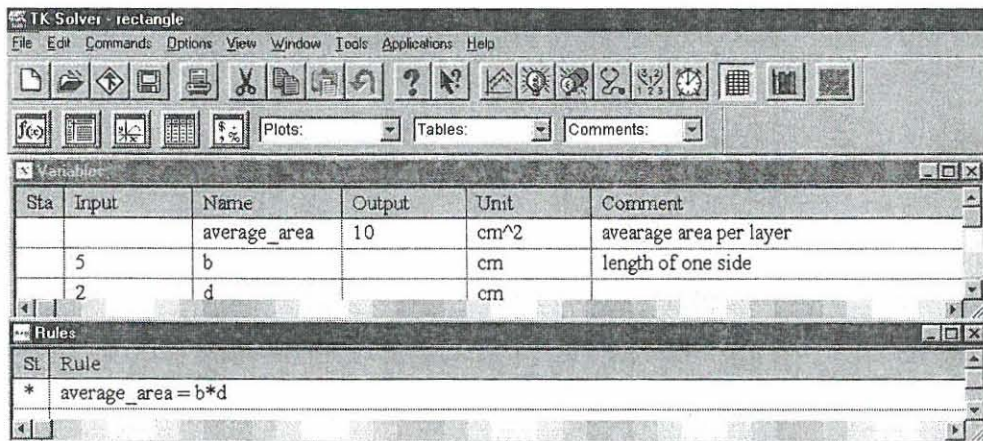 TK Solver - rectangle
File Edit Commands Options View Window Tools Applications Help
f(x) Plots: Tables: Comments:
Variables
Sta Input Name Output Unit Comment
average_area 10 cm^2 avearage area per layer
5 b cm length of one side
2 d cm
Rules
St Rule
* average_area = b*d